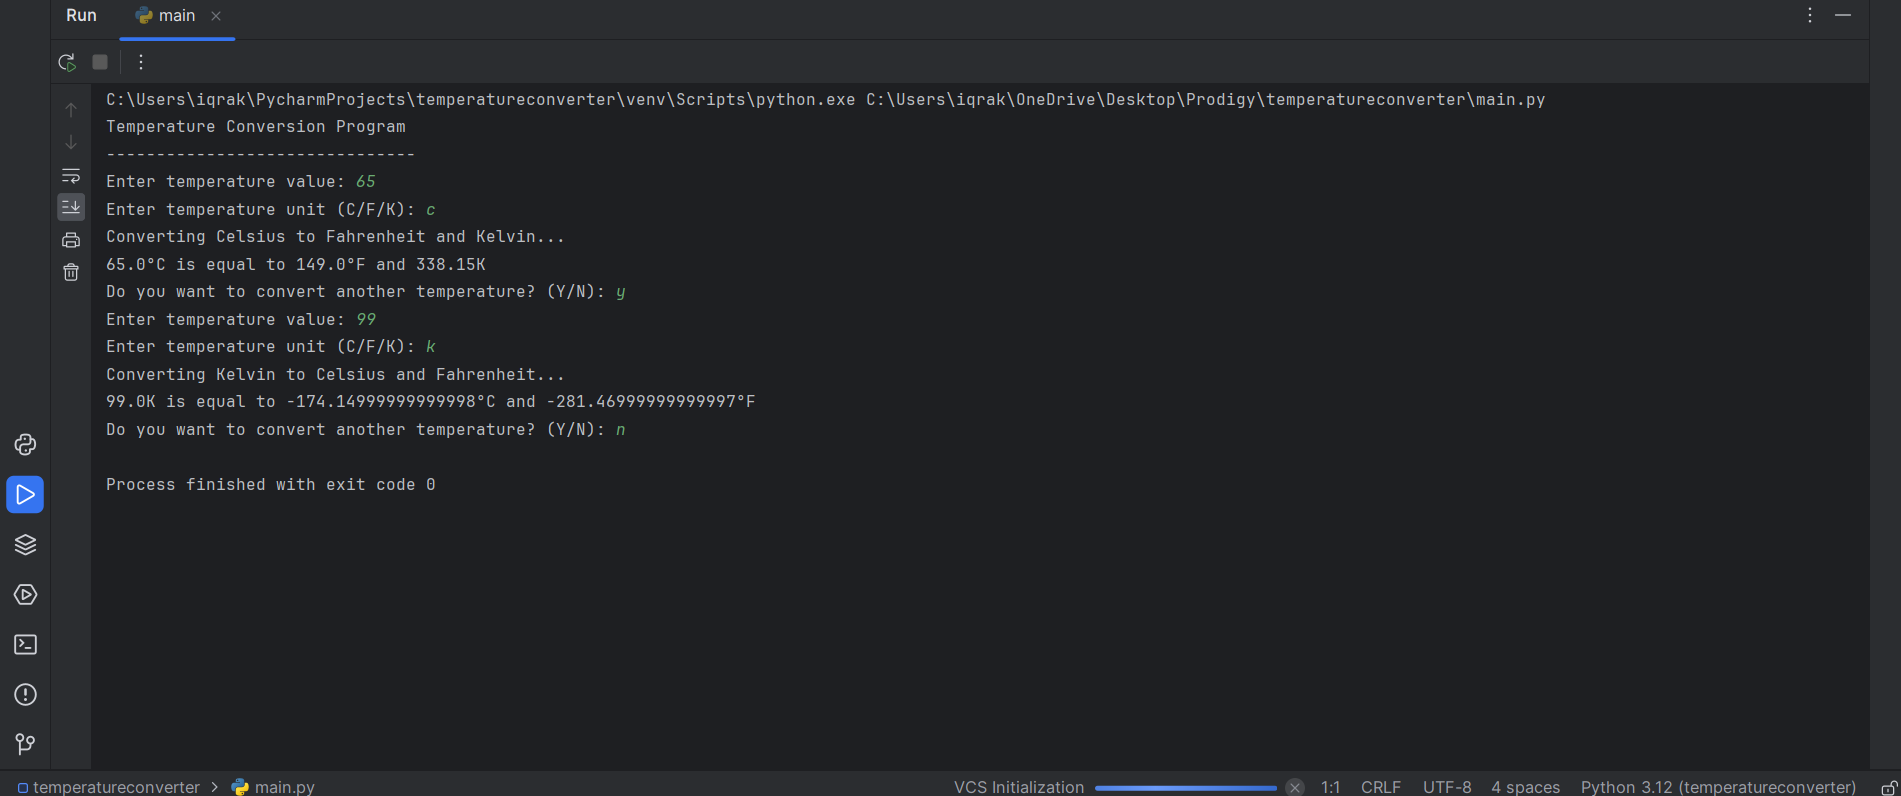 Run main
C:\Users\iqrak\PycharmProjects\temperatureconverter\venv\Scripts\python.exe C:\Users\iqrak\OneDrive\Desktop\Prodigy\temperatureconverter\main.py
Temperature Conversion Program
-------------------------------
Enter temperature value: 65
Enter temperature unit (C/F/K): c
Converting Celsius to Fahrenheit and Kelvin...
65.0°C is equal to 149.0°F and 338.15K
Do you want to convert another temperature? (Y/N): y
Enter temperature value: 99
Enter temperature unit (C/F/K): k
Converting Kelvin to Celsius and Fahrenheit...
99.0K is equal to -174.14999999999998°C and -281.46999999999997°F
Do you want to convert another temperature? (Y/N): n
Process finished with exit code 0
temperatureconverter > main.py VCS Initialization 1:1 CRLF UTF-8 4 spaces Python 3.12 (temperatureconverter)